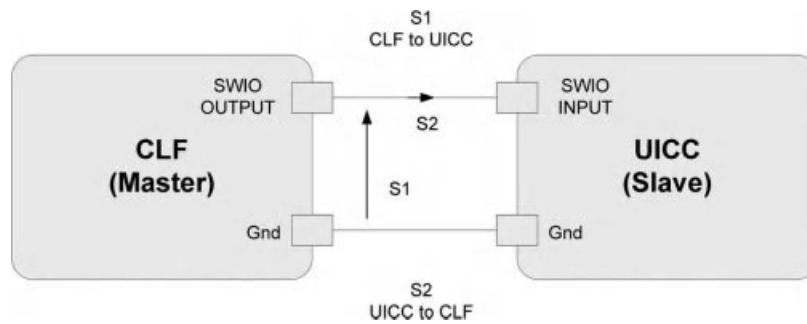 S1
CLF to UICC
SWIO
OUTPUT
SWIO
INPUT
S2
CLF
(Master)
UICC
(Slave)
S1
Gnd
Gnd
S2
UICC to CLF